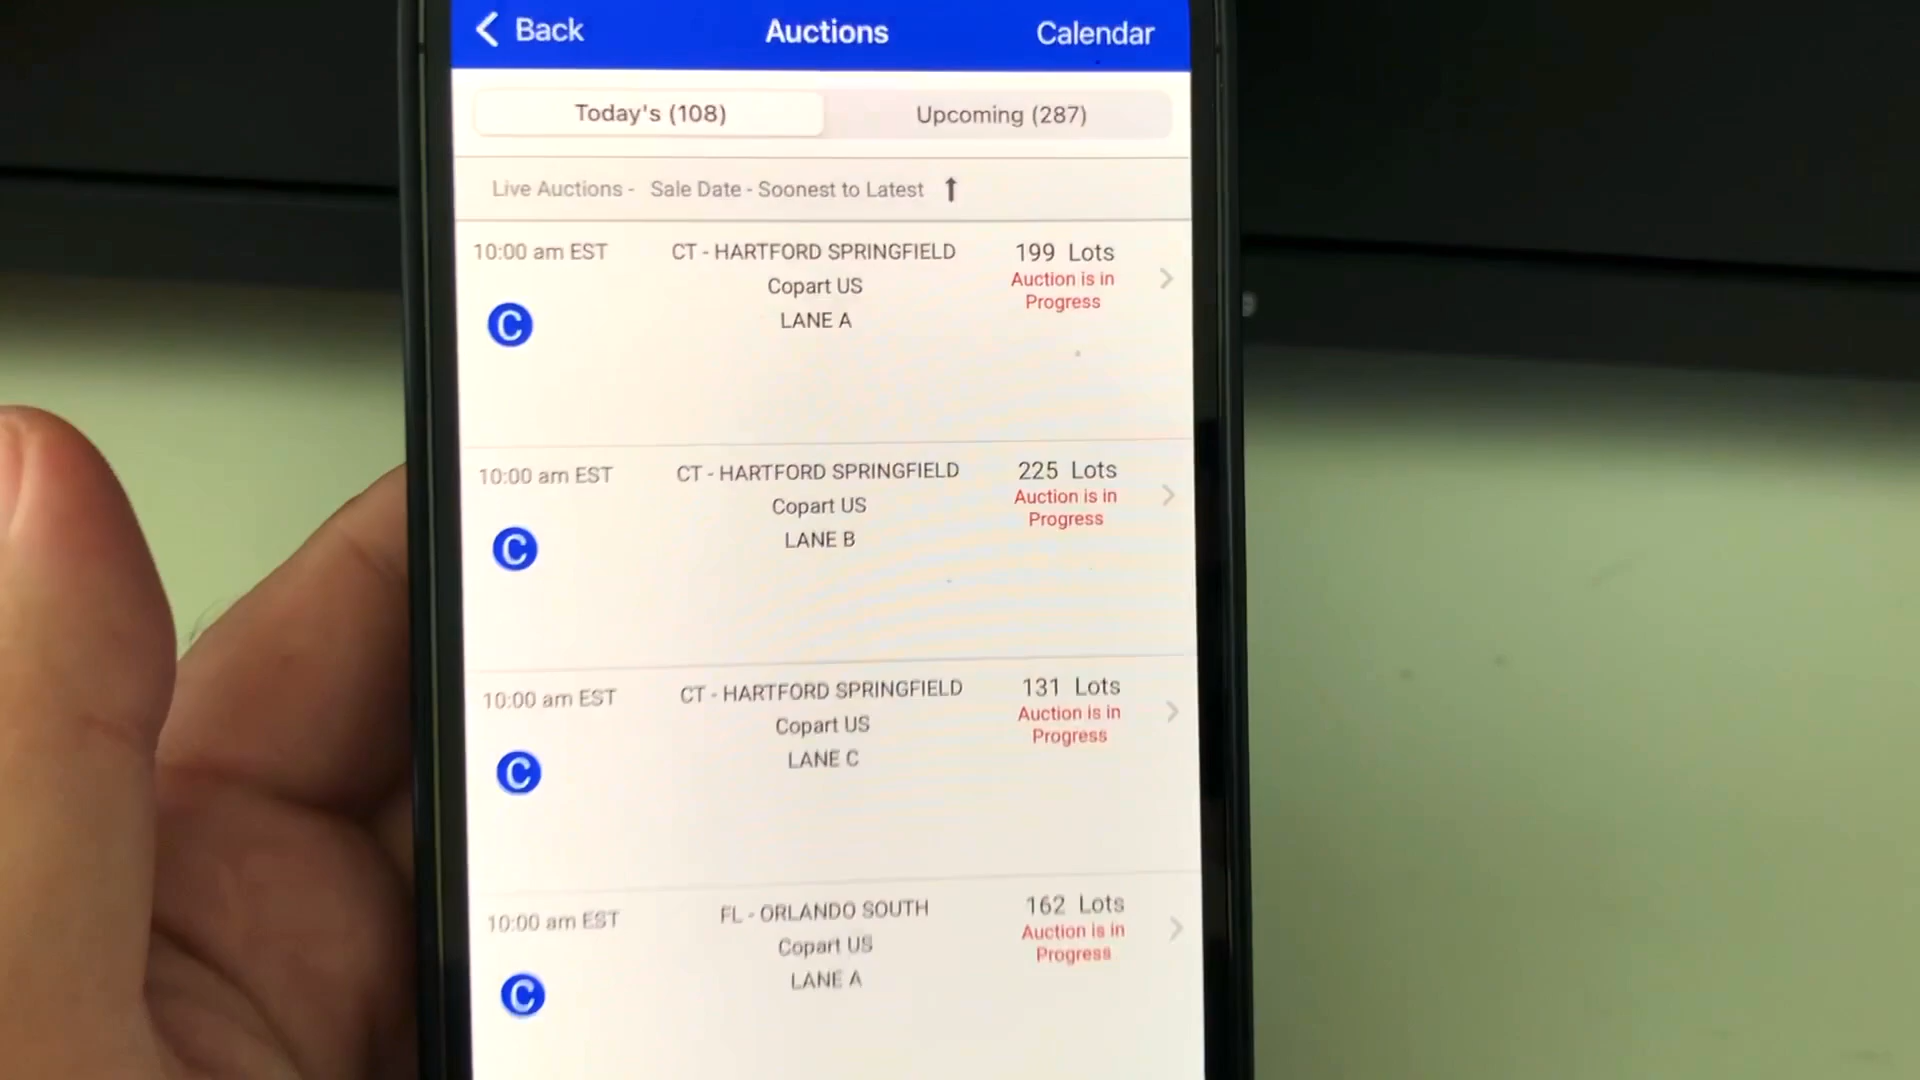 Back Auctions Calendar
Today's (108) Upcoming (287)
Live Auctions - Sale Date - Soonest to Latest
10:00 am EST CT - HARTFORD SPRINGFIELD 199 Lots
Copart US Auction is in
Progress
LANE A
C
10:00 am EST CT - HARTFORD SPRINGFIELD 225 Lots
Copart US Auction is in
Progress
LANE B
C
10:00 am EST CT - HARTFORD SPRINGFIELD 131 Lots
Copart US Auction is in
Progress
LANE C
C
10:00 am EST FL - ORLANDO SOUTH 162 Lots
Copart US Auction is in
Progress
LANE A
C